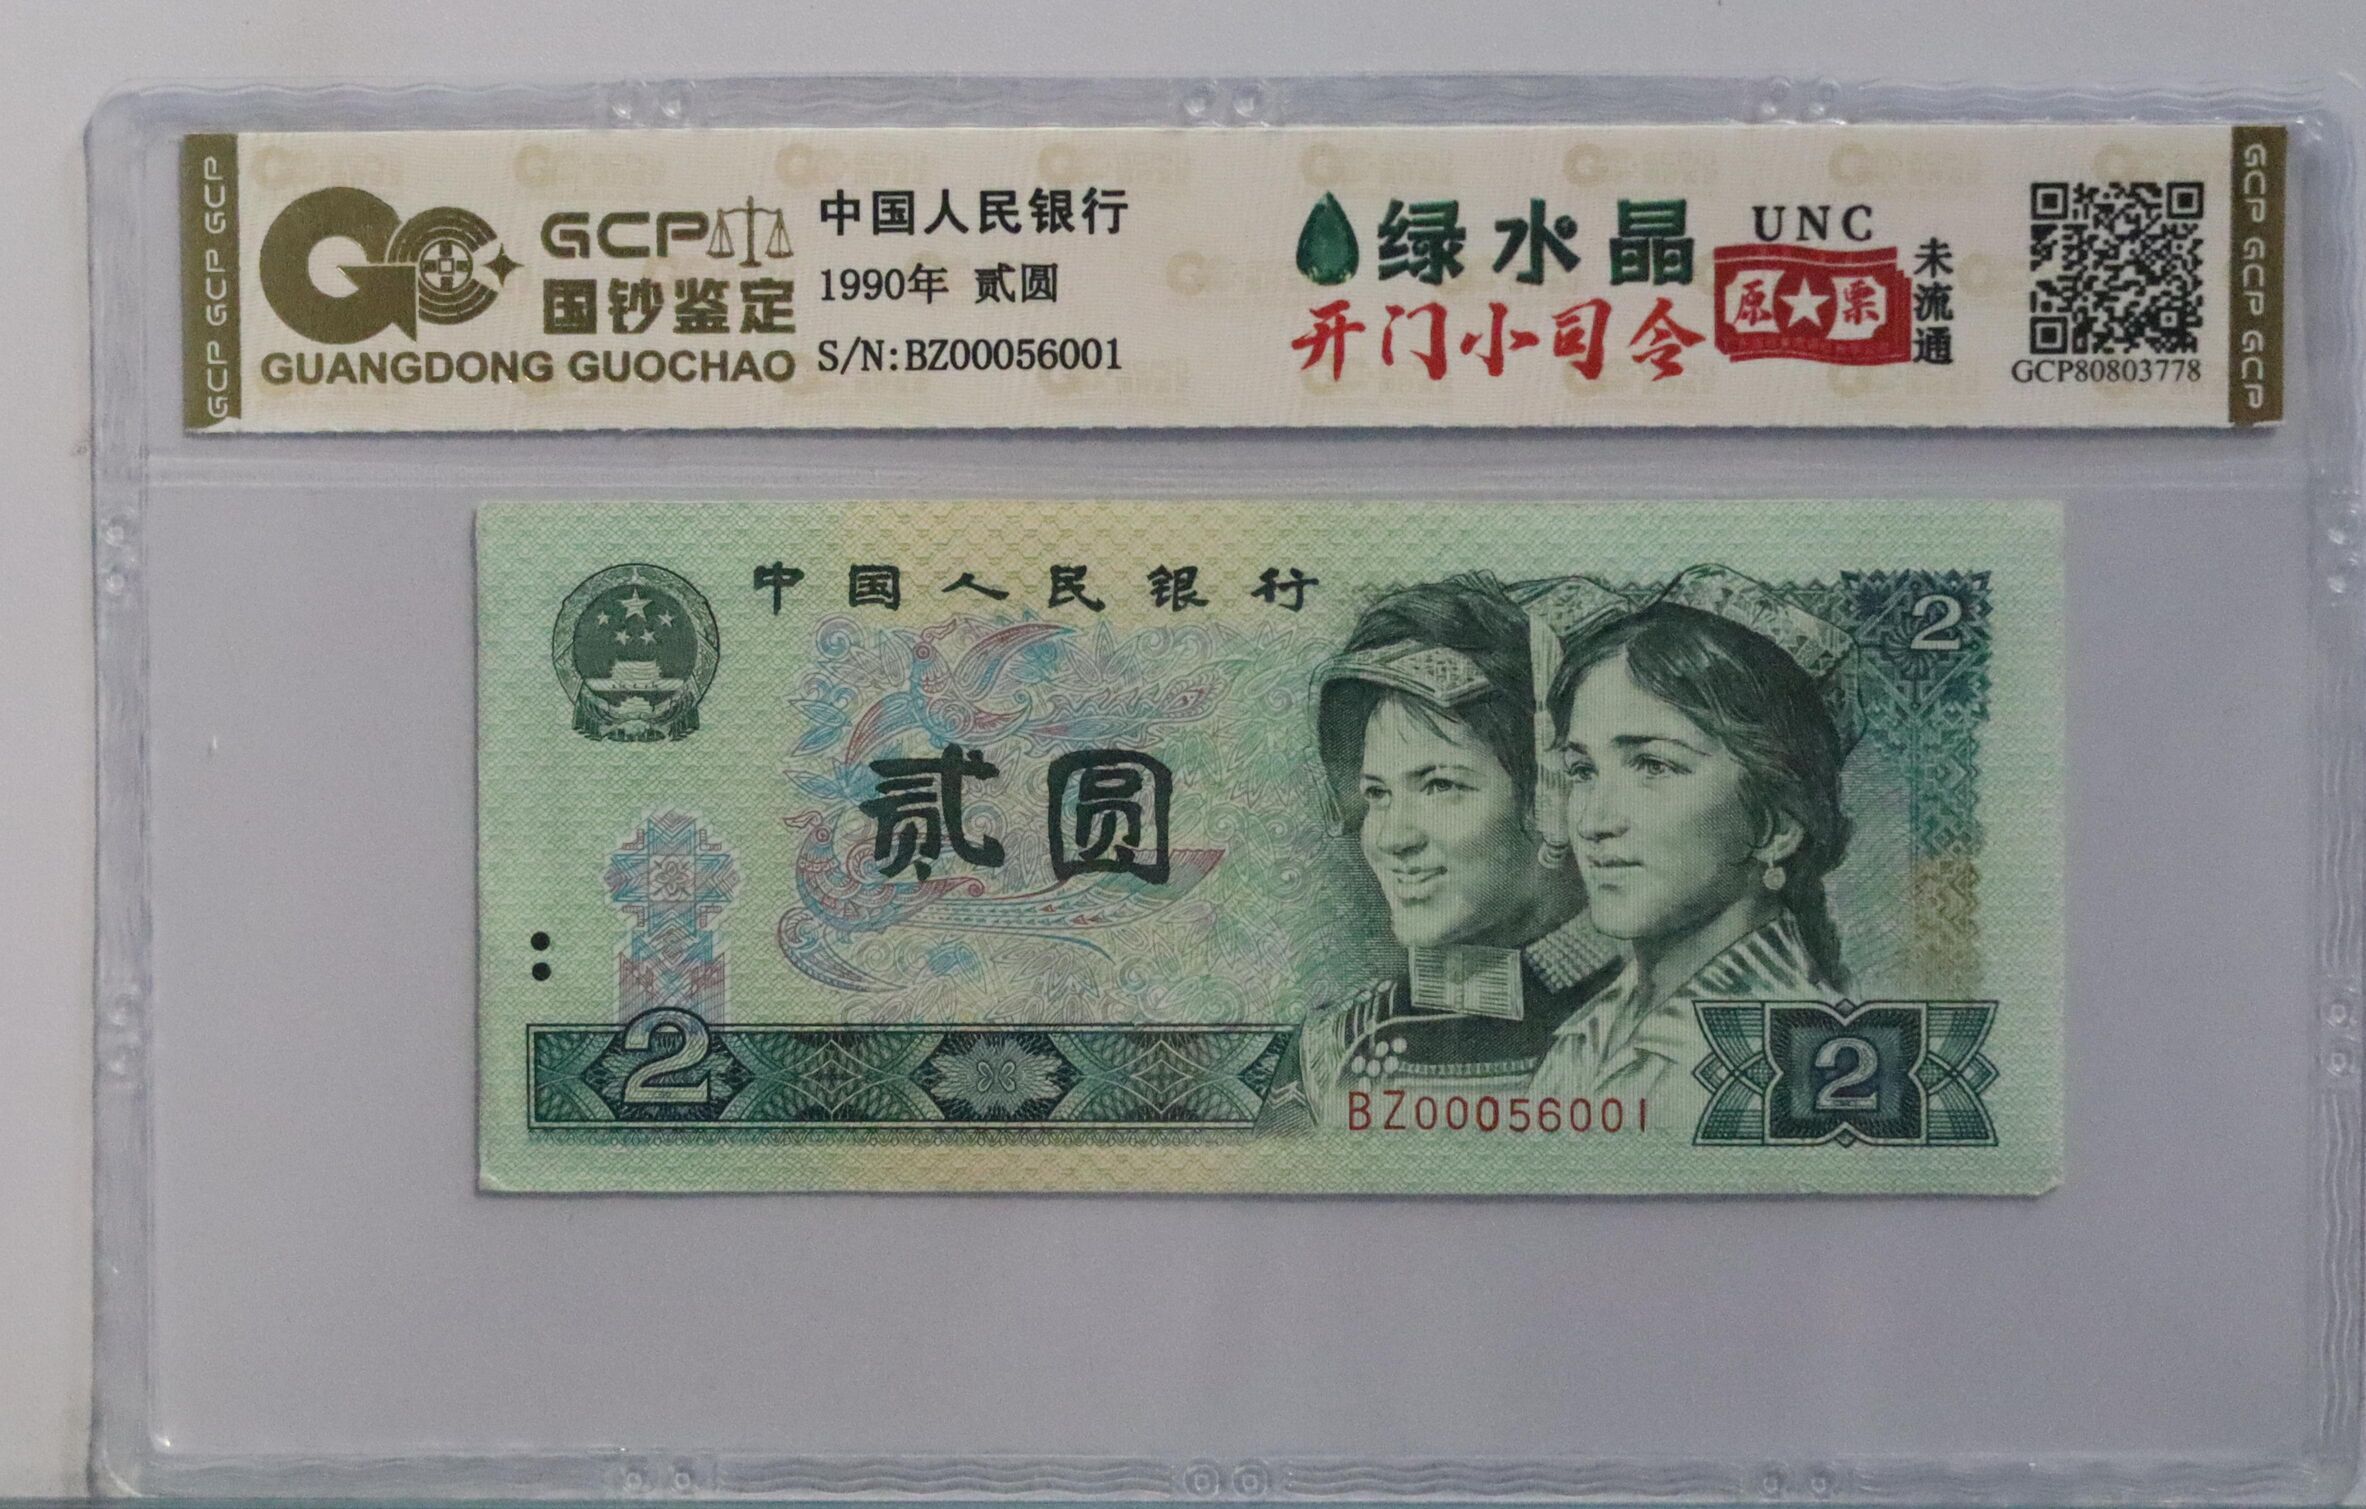 GCP GCP GCP
GCP
国钞鉴定
GUANGDONG GUOCHAO
中国人民银行
1990年 贰圆
S/N:BZ00056001
绿水晶
开门小司令
UNC
原★票
未流通
GCP80803778
GCP GCP GCP
中国人民银行
2
贰圆
2
BZ00056001
2